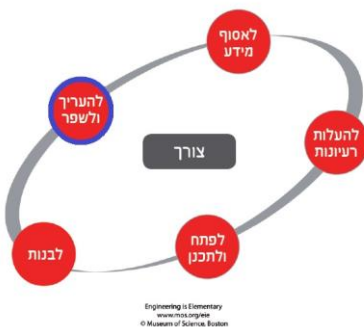 לאסוף
מידע
להעריך
ולשפר
להעלות
רעיונות
צורך
לפתח
ולתכנן
לבנות
Engineering is Elementary
www.mos.org/eie
© Museum of Science, Boston